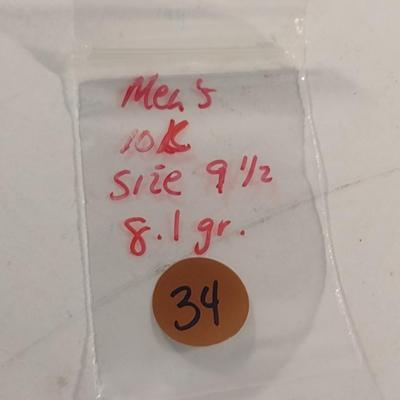 Men's
10K
Size 9 1/2
8.1 gr.
34